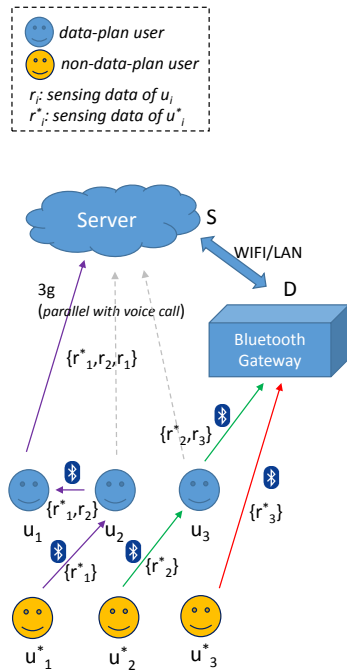 data-plan user
non-data-plan user
rᵢ: sensing data of uᵢ
r*ᵢ: sensing data of u*ᵢ
Server
S
WIFI/LAN
3g
(parallel with voice call)
D
Bluetooth
Gateway
{r*₁,r₂,r₁}
{r*₂,r₃}
{r*₃}
{r*₁,r₂}
u₁
u₂
u₃
{r*₁}
{r*₂}
u*₁
u*₂
u*₃